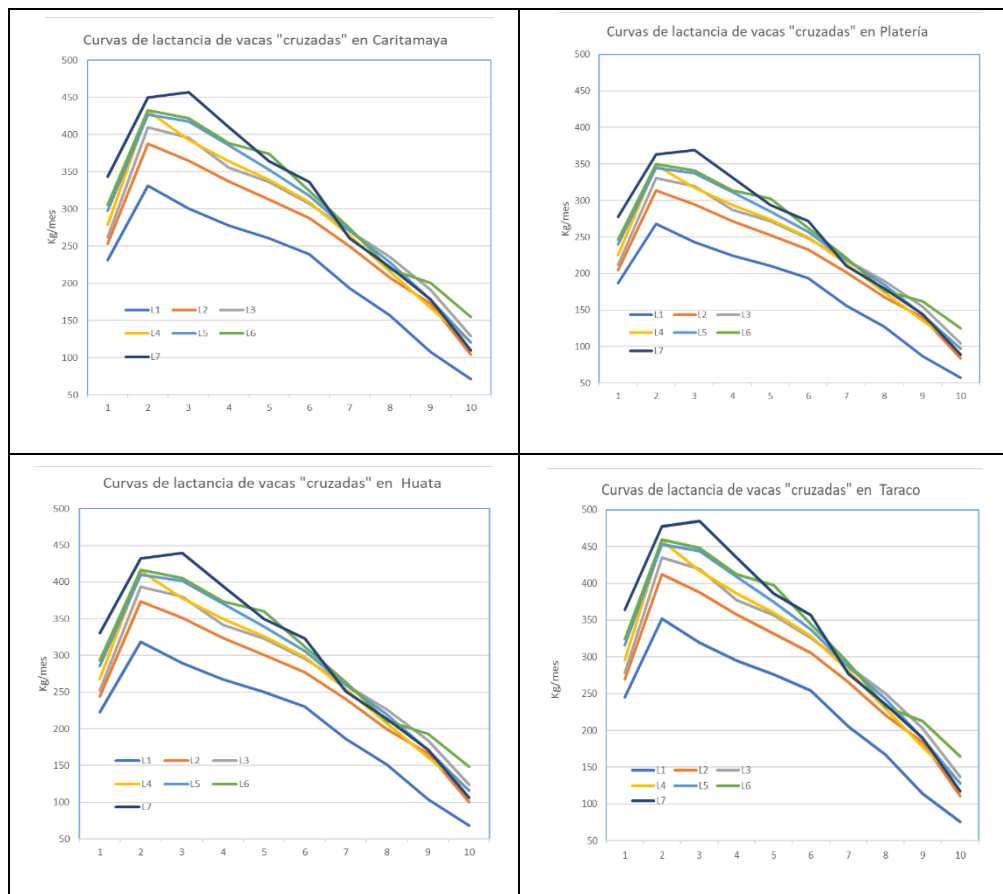 Curvas de lactancia de vacas "cruzadas" en Caritamaya
500
450
400
350
300
250
200
150
100
50
Kg/mes
L1 L2 L3
L4 L5 L6
L7
1 2 3 4 5 6 7 8 9 10
Curvas de lactancia de vacas "cruzadas" en Platería
500
450
400
350
300
250
200
150
100
50
Kg/mes
L1 L2 L3
L4 L5 L6
L7
1 2 3 4 5 6 7 8 9 10
Curvas de lactancia de vacas "cruzadas" en Huata
500
450
400
350
300
250
200
150
100
50
Kg/mes
L1 L2 L3
L4 L5 L6
L7
1 2 3 4 5 6 7 8 9 10
Curvas de lactancia de vacas "cruzadas" en Taraco
500
450
400
350
300
250
200
150
100
50
Kg/mes
L1 L2 L3
L4 L5 L6
L7
1 2 3 4 5 6 7 8 9 10